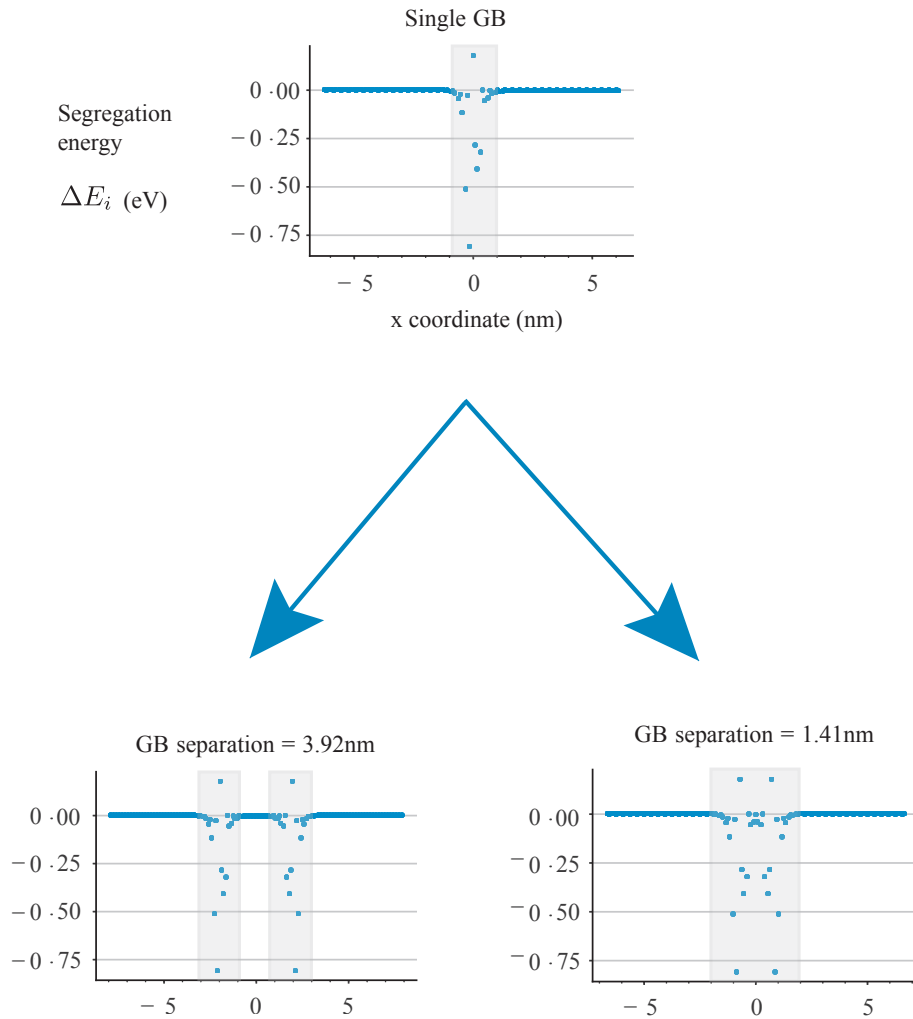 Single GB
Segregation
energy
ΔE_i (eV)
0 ·00
− 0 ·25
− 0 ·50
− 0 ·75
− 5 0 5
x coordinate (nm)
GB separation = 3.92nm
0 ·00
− 0 ·25
− 0 ·50
− 0 ·75
− 5 0 5
GB separation = 1.41nm
0 ·00
− 0 ·25
− 0 ·50
− 0 ·75
− 5 0 5